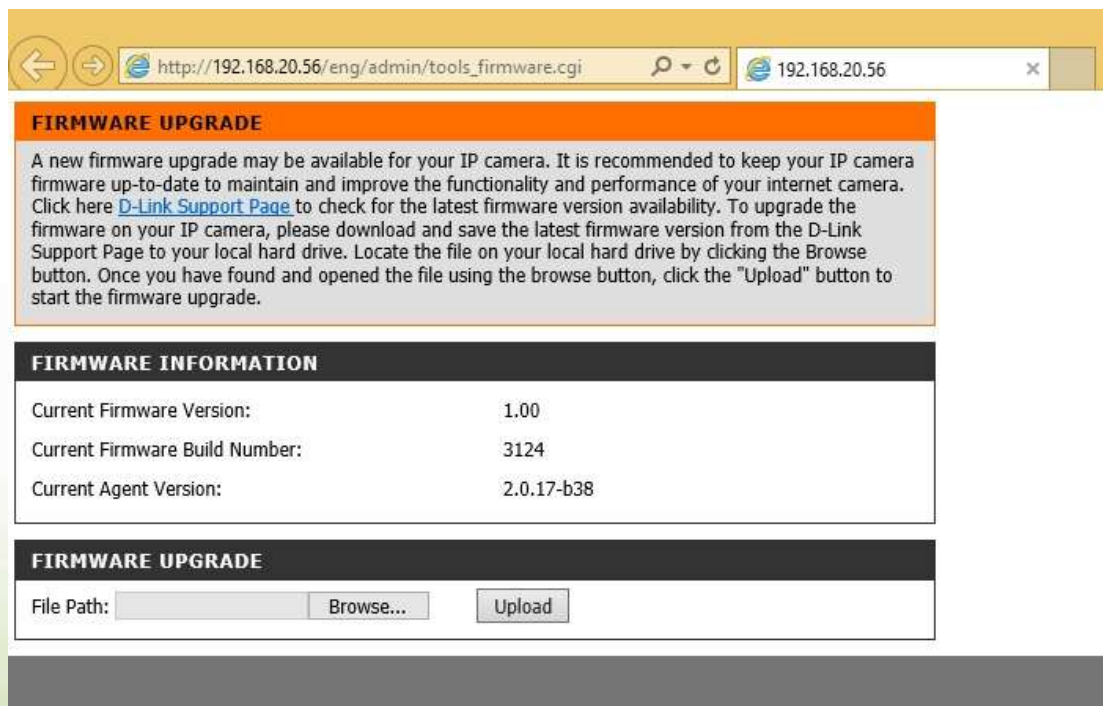 http://192.168.20.56/eng/admin/tools_firmware.cgi
192.168.20.56
FIRMWARE UPGRADE
A new firmware upgrade may be available for your IP camera. It is recommended to keep your IP camera
firmware up-to-date to maintain and improve the functionality and performance of your internet camera.
Click here D-Link Support Page to check for the latest firmware version availability. To upgrade the
firmware on your IP camera, please download and save the latest firmware version from the D-Link
Support Page to your local hard drive. Locate the file on your local hard drive by clicking the Browse
button. Once you have found and opened the file using the browse button, click the "Upload" button to
start the firmware upgrade.
FIRMWARE INFORMATION
Current Firmware Version: 1.00
Current Firmware Build Number: 3124
Current Agent Version: 2.0.17-b38
FIRMWARE UPGRADE
File Path: Browse... Upload